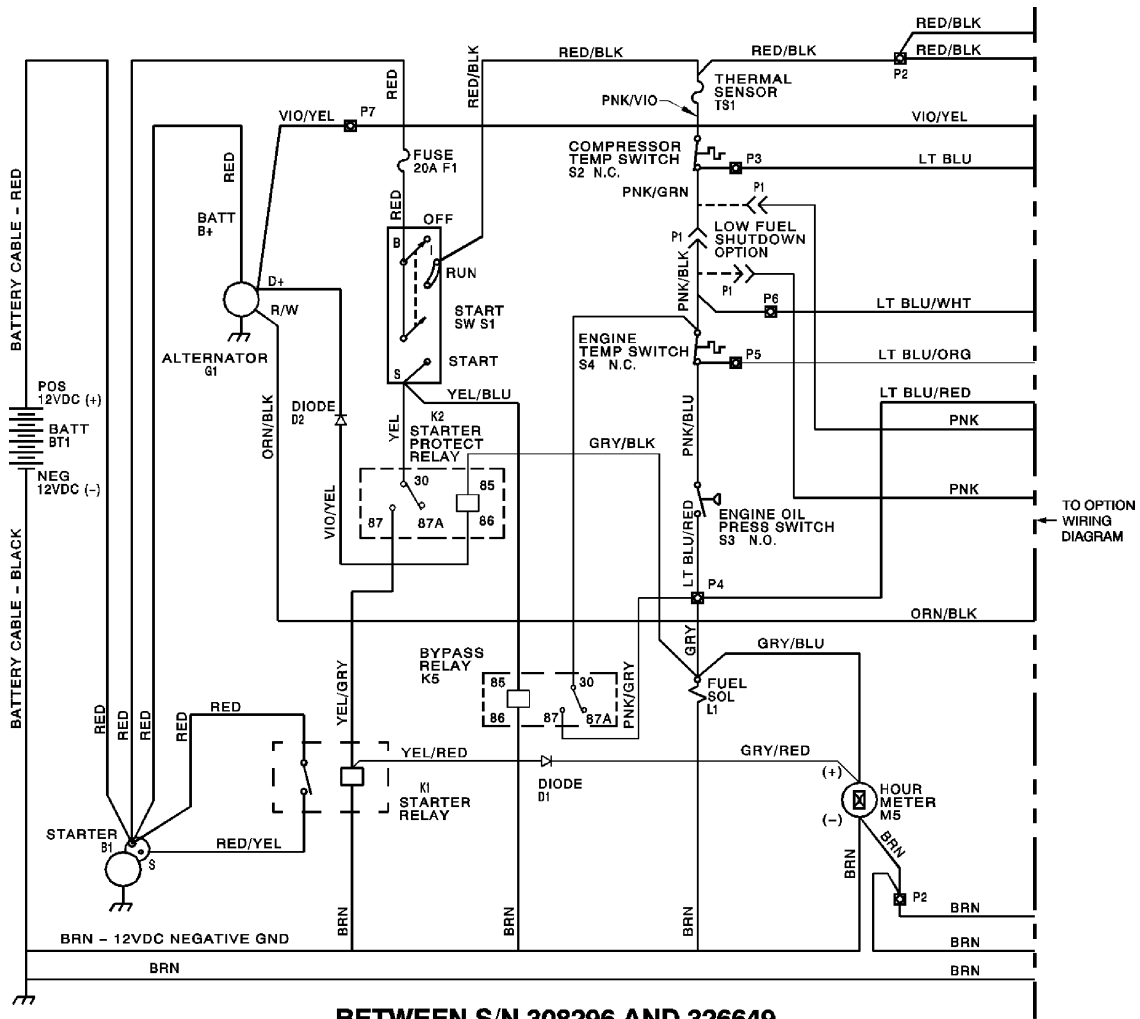 RED/BLK
RED/BLK
RED/BLK
RED/BLK
P2
RED
RED/BLK
THERMAL
SENSOR
TS1
PNK/VIO
VIO/YEL
P7
VIO/YEL
COMPRESSOR
TEMP SWITCH
S2 N.C.
P3
LT BLU
RED
FUSE
20A F1
BATTERY CABLE - RED
RED
PNK/GRN
P1
BATT
B+
OFF
B
P1
LOW FUEL
SHUTDOWN
OPTION
RUN
D+
PNK/BLK
P1
P6
LT BLU/WHT
R/W
START
SW S1
ENGINE
TEMP SWITCH
S4 N.C.
P5
LT BLU/ORG
ALTERNATOR
G1
START
S
YEL/BLU
LT BLU/RED
POS
12VDC (+)
BATT
BT1
NEG
12VDC (-)
DIODE
D2
ORN/BLK
YEL
K2
STARTER
PROTECT
RELAY
GRY/BLK
PNK/BLU
PNK
VIO/YEL
30
85
87
87A
86
PNK
ENGINE OIL
PRESS SWITCH
S3 N.O.
TO OPTION
WIRING
DIAGRAM
BATTERY CABLE - BLACK
LT BLU/RED
P4
ORN/BLK
GRY
GRY/BLU
BYPASS
RELAY
K5
85
30
86
87
87A
PNK/GRY
FUEL
SOL
L1
YEL/GRY
RED
RED
RED
RED
RED
YEL/RED
GRY/RED
DIODE
D1
K1
STARTER
RELAY
(+)
HOUR
METER
M5
(-)
STARTER
B1
S
RED/YEL
BRN
BRN
P2
BRN
BRN
BRN
BRN
BRN
BRN - 12VDC NEGATIVE GND
BRN
BRN
BETWEEN S/N 308296 AND 326649